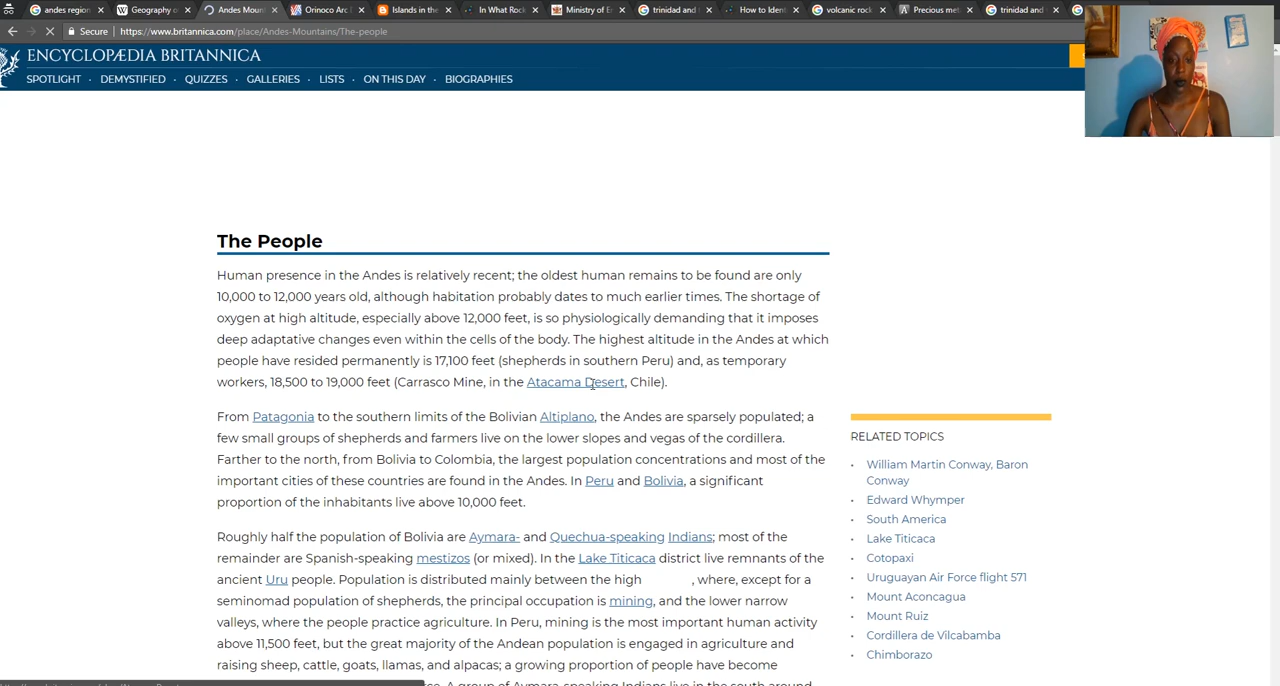 andes region
Geography o
Andes Moun
Orinoco Arc D
Islands in the
In What Rock
Ministry of E
trinidad and
How to Ident
volcanic rock
Precious met
trinidad and
Secure
https://www.britannica.com/place/Andes-Mountains/The-people
ENCYCLOPÆDIA BRITANNICA
SPOTLIGHT · DEMYSTIFIED · QUIZZES · GALLERIES · LISTS · ON THIS DAY · BIOGRAPHIES
The People
Human presence in the Andes is relatively recent; the oldest human remains to be found are only
10,000 to 12,000 years old, although habitation probably dates to much earlier times. The shortage of
oxygen at high altitude, especially above 12,000 feet, is so physiologically demanding that it imposes
deep adaptative changes even within the cells of the body. The highest altitude in the Andes at which
people have resided permanently is 17,100 feet (shepherds in southern Peru) and, as temporary
workers, 18,500 to 19,000 feet (Carrasco Mine, in the Atacama Desert, Chile).
From Patagonia to the southern limits of the Bolivian Altiplano, the Andes are sparsely populated; a
few small groups of shepherds and farmers live on the lower slopes and vegas of the cordillera.
Farther to the north, from Bolivia to Colombia, the largest population concentrations and most of the
important cities of these countries are found in the Andes. In Peru and Bolivia, a significant
proportion of the inhabitants live above 10,000 feet.
Roughly half the population of Bolivia are Aymara- and Quechua-speaking Indians; most of the
remainder are Spanish-speaking mestizos (or mixed). In the Lake Titicaca district live remnants of the
ancient Uru people. Population is distributed mainly between the high , where, except for a
seminomad population of shepherds, the principal occupation is mining, and the lower narrow
valleys, where the people practice agriculture. In Peru, mining is the most important human activity
above 11,500 feet, but the great majority of the Andean population is engaged in agriculture and
raising sheep, cattle, goats, llamas, and alpacas; a growing proportion of people have become
A group of Aymara-speaking Indians live in the south around
RELATED TOPICS
William Martin Conway, Baron
Conway
Edward Whymper
South America
Lake Titicaca
Cotopaxi
Uruguayan Air Force flight 571
Mount Aconcagua
Mount Ruiz
Cordillera de Vilcabamba
Chimborazo